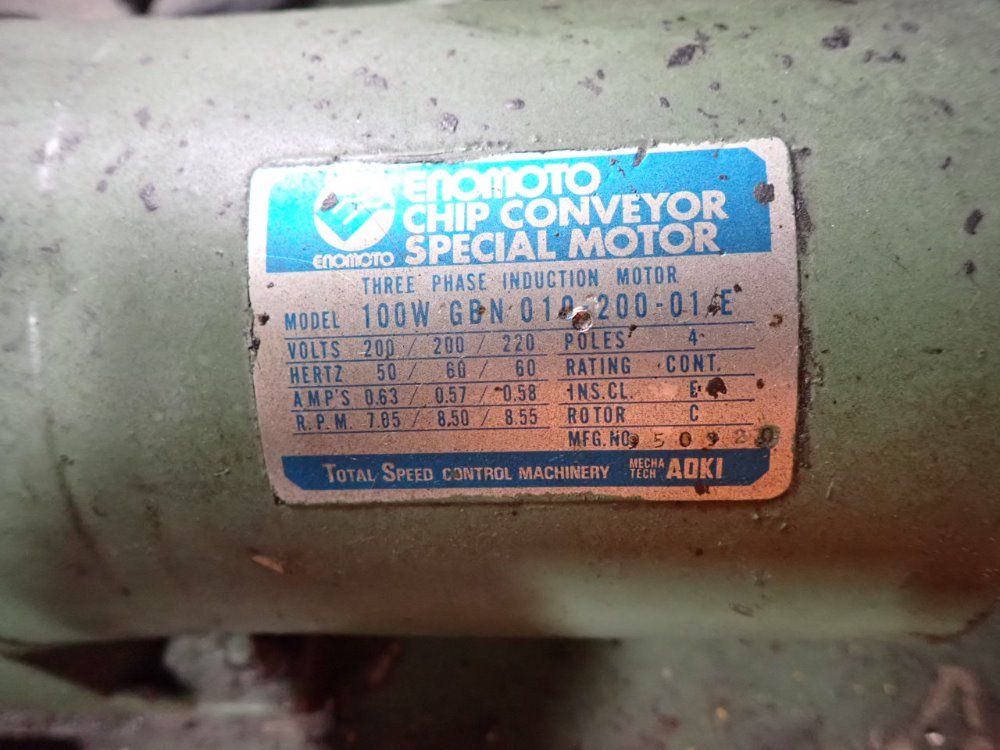 ENOMOTO
CHIP CONVEYOR
SPECIAL MOTOR
ENOMOTO
THREE PHASE INDUCTION MOTOR
MODEL 100W GBN 010-200-01/E
VOLTS 200 / 200 / 220 POLES 4
HERTZ 50 / 60 / 60 RATING CONT.
AMP'S 0.63 / 0.57 / 0.58 INS.CL. E
R.P.M. 7.05 / 8.50 / 8.55 ROTOR C
MFG.NO.
TOTAL SPEED CONTROL MACHINERY MECHA TECH AOKI